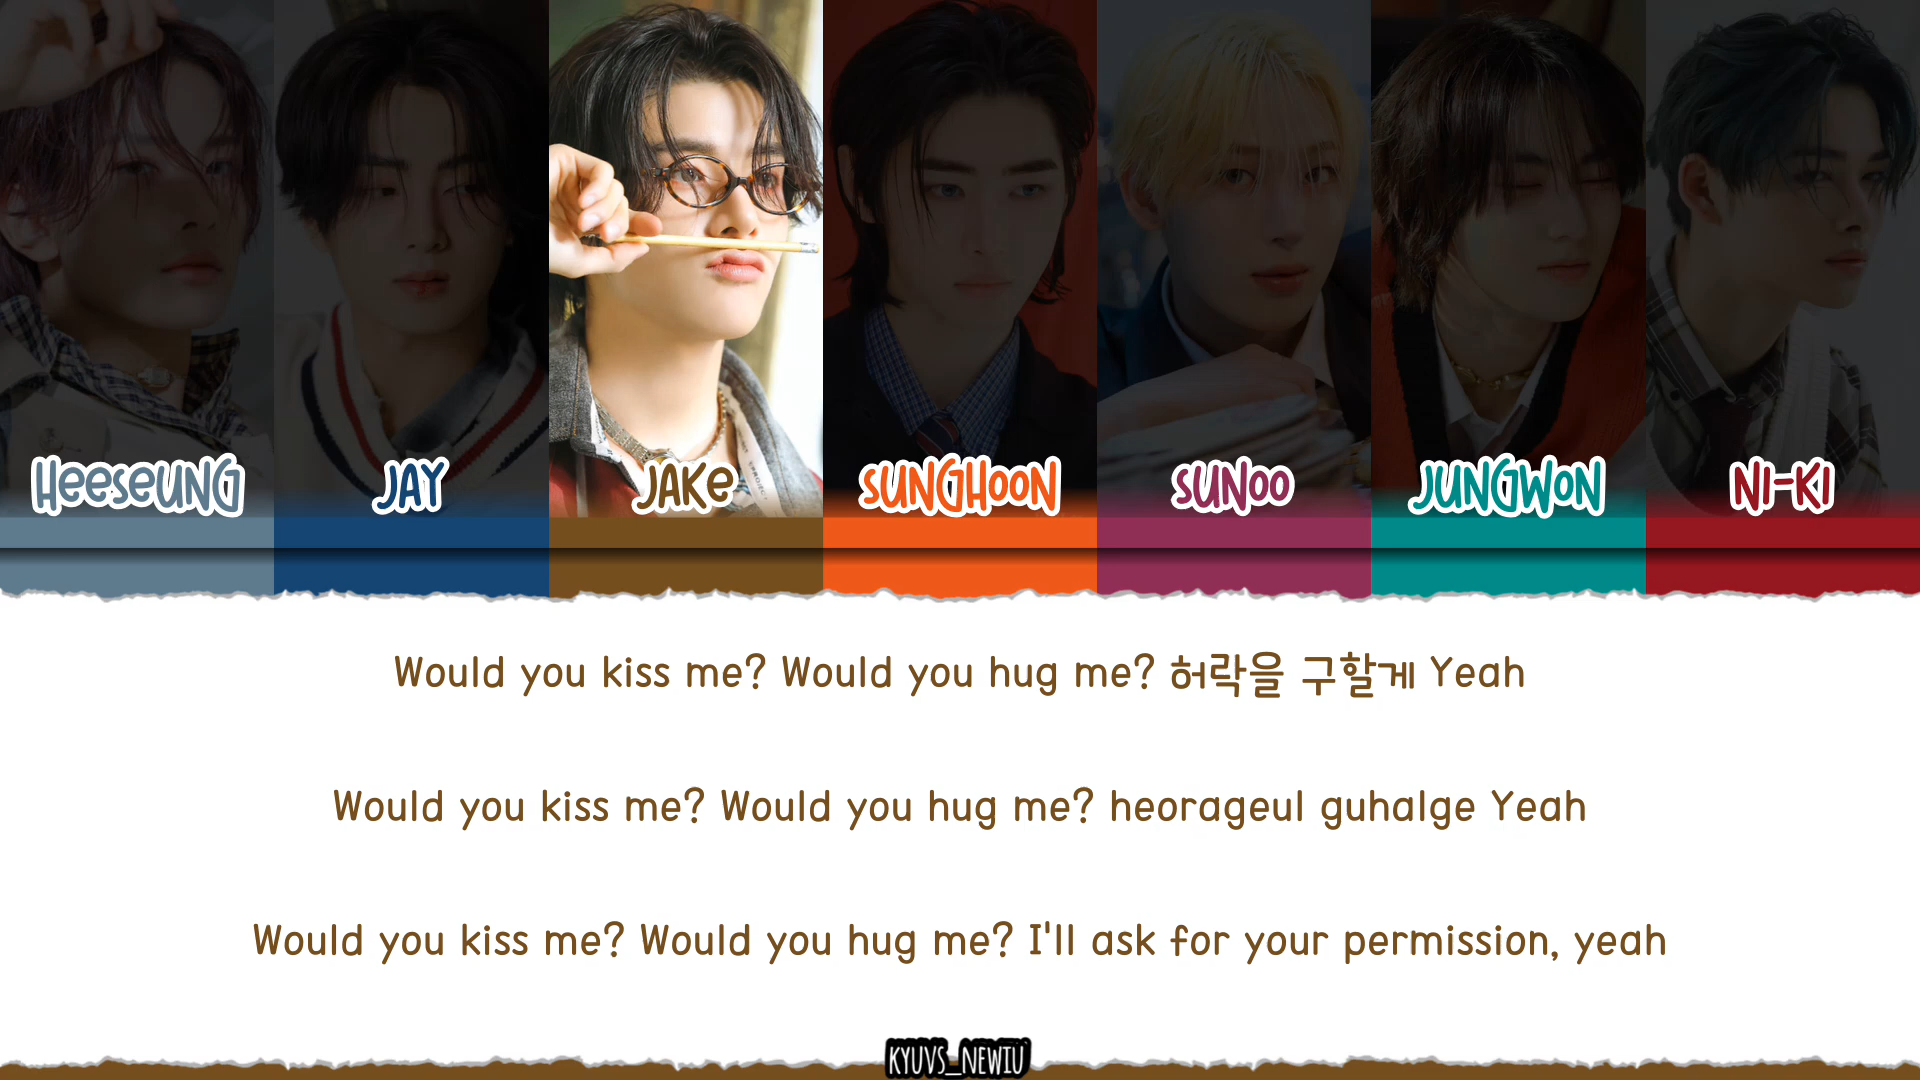 HEESEUNG JAY JAKE SUNGHOON SUNOO JUNGWON NI-KI
Would you kiss me? Would you hug me? 허락을 구할게 Yeah
Would you kiss me? Would you hug me? heorageul guhalge Yeah
Would you kiss me? Would you hug me? I'll ask for your permission, yeah
KYUVS_NEWIU